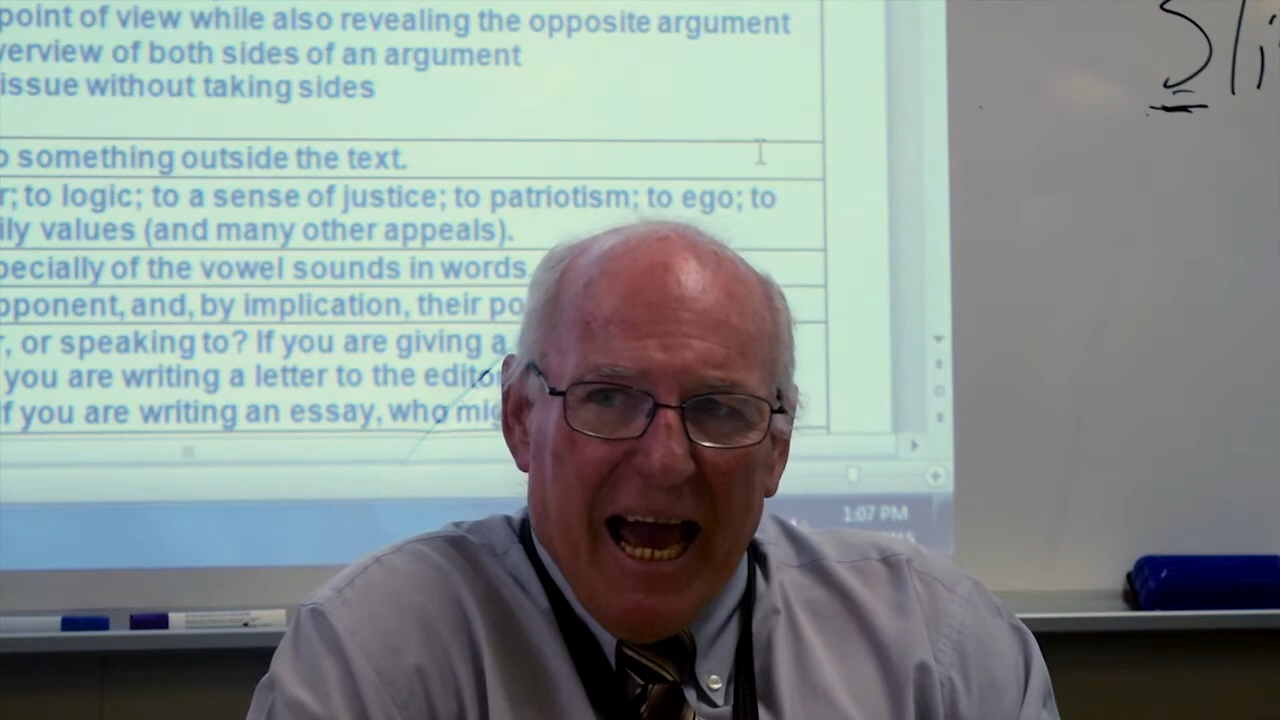 point of view while also revealing the opposite argument
verview of both sides of an argument
issue without taking sides
o something outside the text.
r; to logic; to a sense of justice; to patriotism; to ego; to
ily values (and many other appeals).
pecially of the vowel sounds in words.
pponent, and, by implication, their po
r, or speaking to? If you are giving a
you are writing a letter to the edito
If you are writing an essay, who mig
1:07 PM